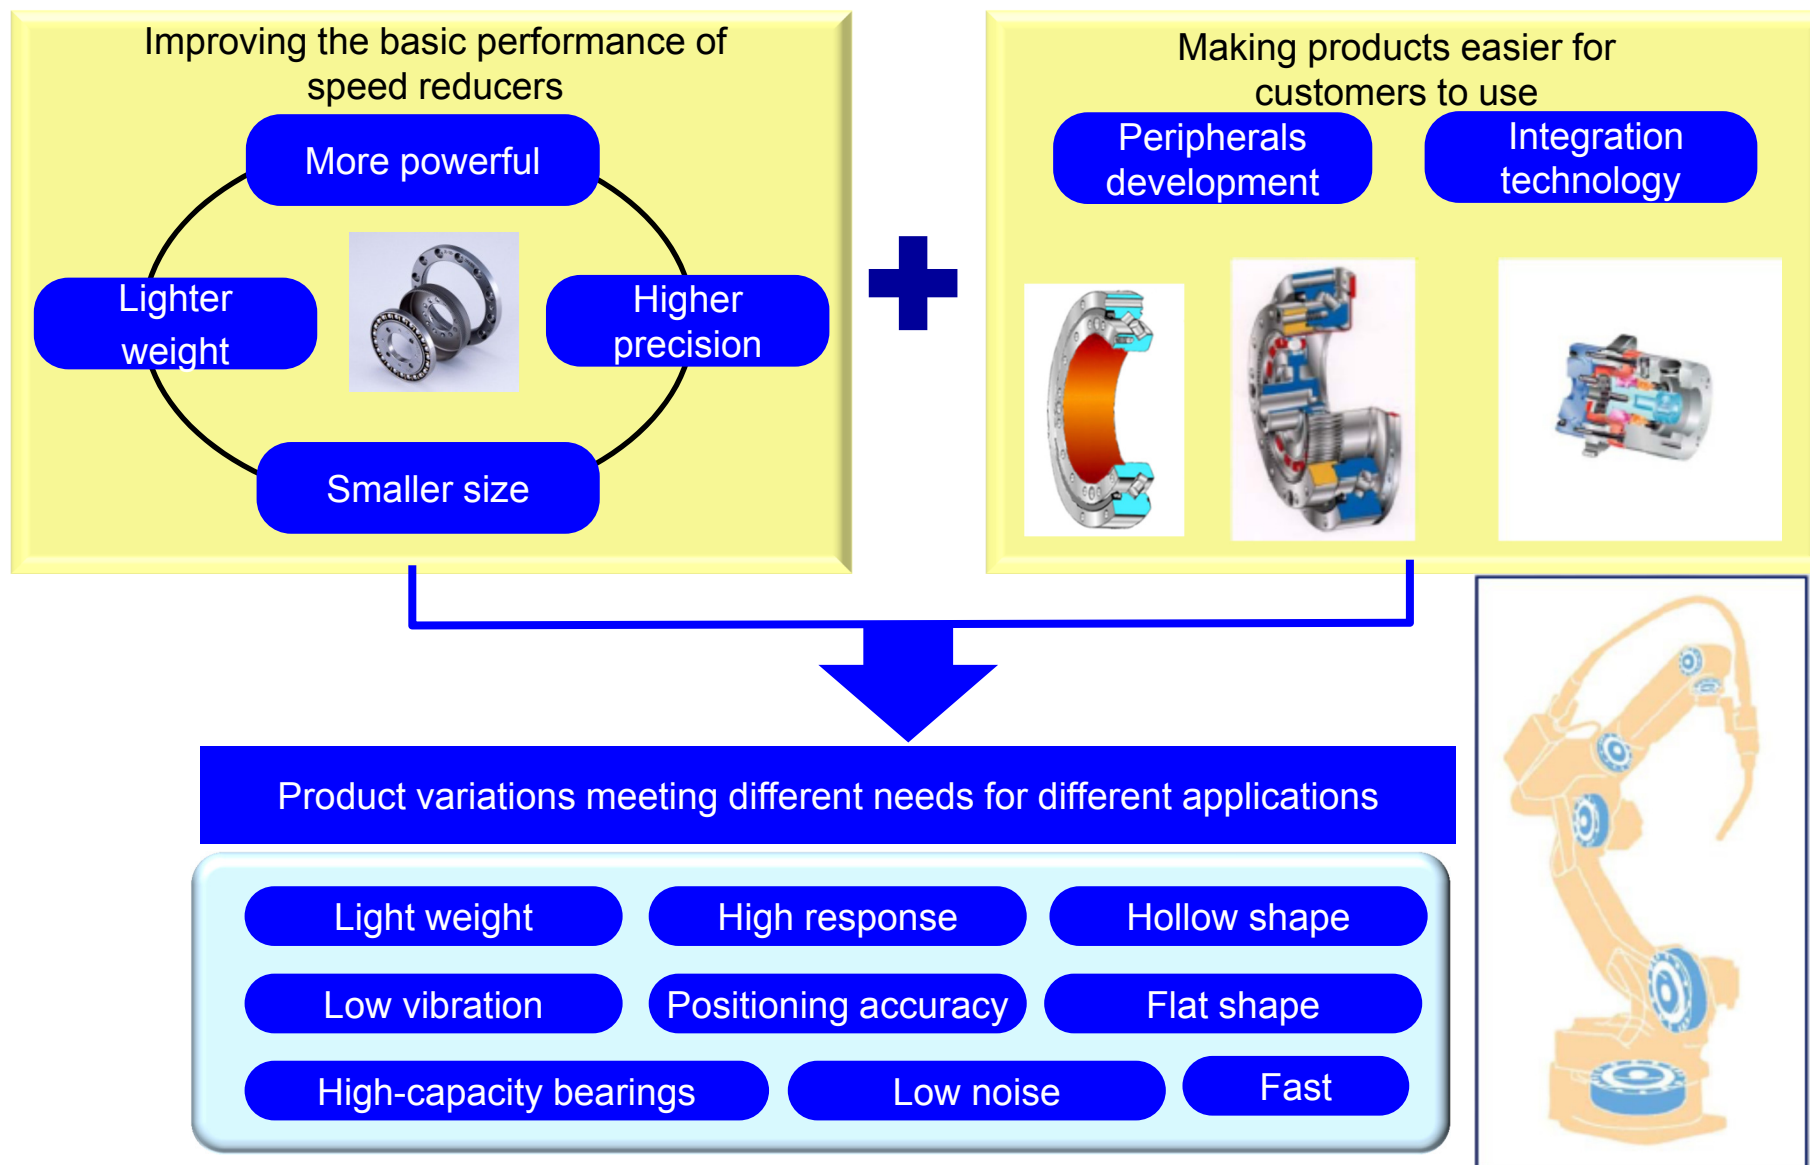 Improving the basic performance of
speed reducers
More powerful
Lighter
weight
Higher
precision
Smaller size
Making products easier for
customers to use
Peripherals
development
Integration
technology
Product variations meeting different needs for different applications
Light weight
High response
Hollow shape
Low vibration
Positioning accuracy
Flat shape
High-capacity bearings
Low noise
Fast